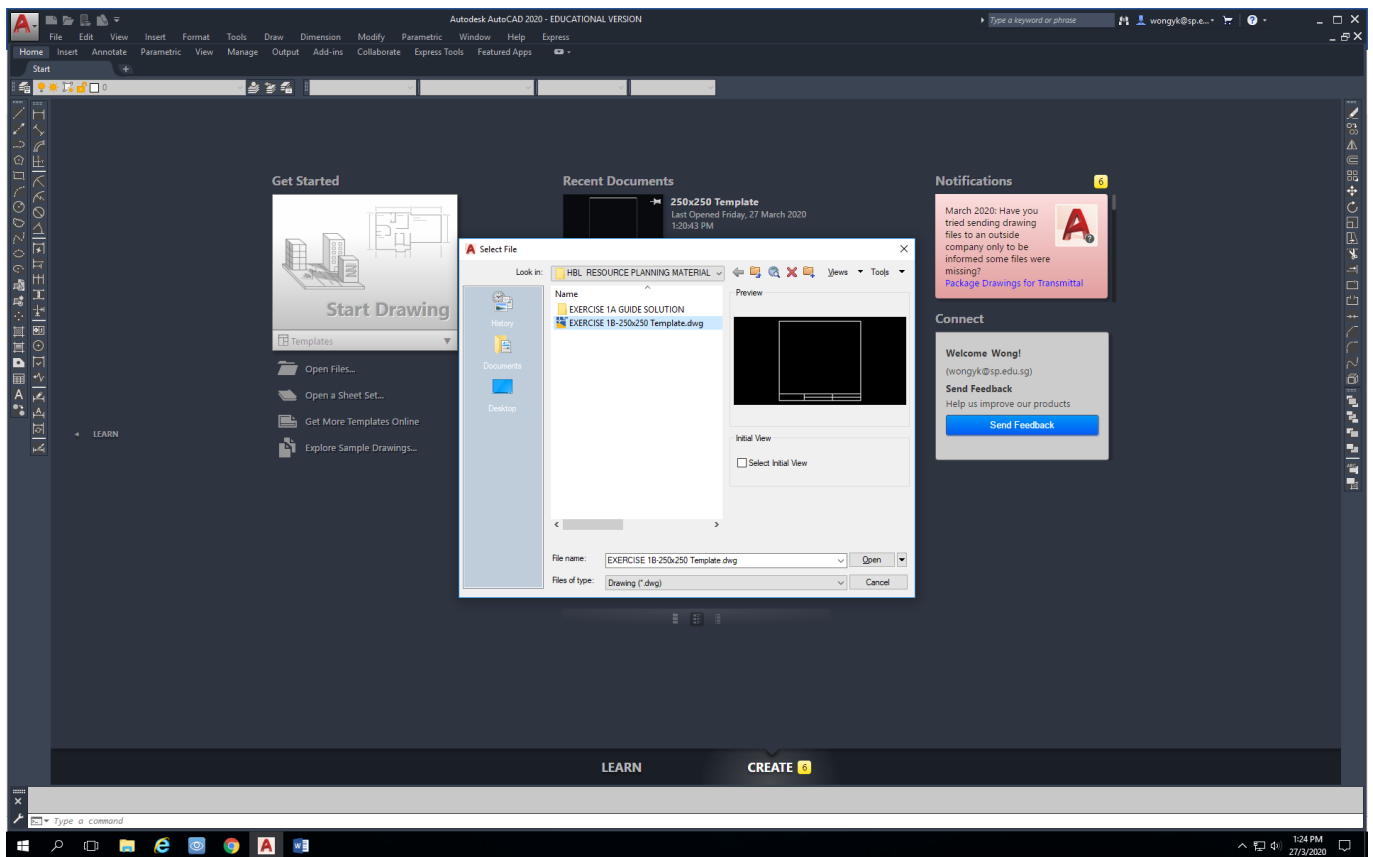 Autodesk AutoCAD 2020 - EDUCATIONAL VERSION
Type a keyword or phrase
wongyk@sp.e...
File Edit View Insert Format Tools Draw Dimension Modify Parametric Window Help Express
Home Insert Annotate Parametric View Manage Output Add-ins Collaborate Express Tools Featured Apps
Start
0
Get Started
Start Drawing
Templates
Open Files...
Open a Sheet Set...
Get More Templates Online
Explore Sample Drawings...
LEARN
Recent Documents
250x250 Template
Last Opened Friday, 27 March 2020
1:20:43 PM
Select File
Look in:
HBL RESOURCE PLANNING MATERIAL
Views
Tools
History
Documents
Desktop
Name
EXERCISE 1A GUIDE SOLUTION
EXERCISE 1B-250x250 Template.dwg
Preview
Initial View
Select Initial View
File name:
EXERCISE 1B-250x250 Template.dwg
Open
Files of type:
Drawing (*.dwg)
Cancel
Notifications
6
March 2020: Have you
tried sending drawing
files to an outside
company only to be
informed some files were
missing?
Package Drawings for Transmittal
Connect
Welcome Wong!
(wongyk@sp.edu.sg)
Send Feedback
Help us improve our products
Send Feedback
LEARN
CREATE 6
Type a command
1:24 PM
27/3/2020